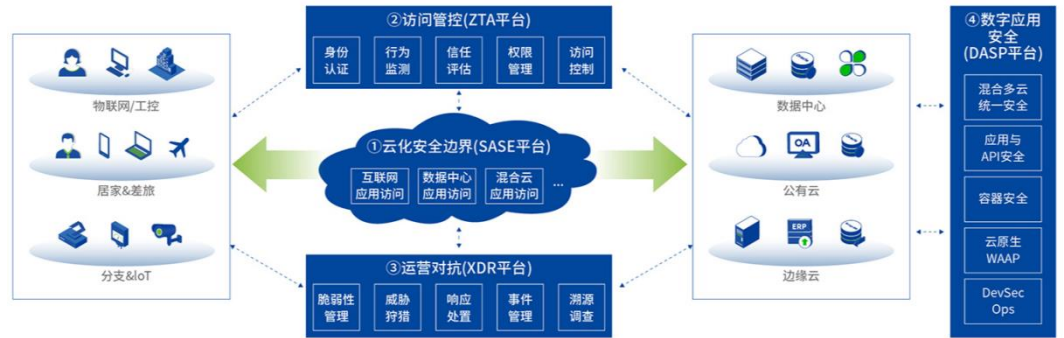 ②访问管控(ZTA平台)
身份
认证
行为
监测
信任
评估
权限
管理
访问
控制
物联网/工控
居家&差旅
分支&IoT
①云化安全边界(SASE平台)
互联网
应用访问
数据中心
应用访问
混合云
应用访问
...
③运营对抗(XDR平台)
脆弱性
管理
威胁
狩猎
响应
处置
事件
管理
溯源
调查
数据中心
OA
公有云
ERP
边缘云
④数字应用
安全
(DASP平台)
混合多云
统一安全
应用与
API安全
容器安全
云原生
WAAP
DevSec
Ops